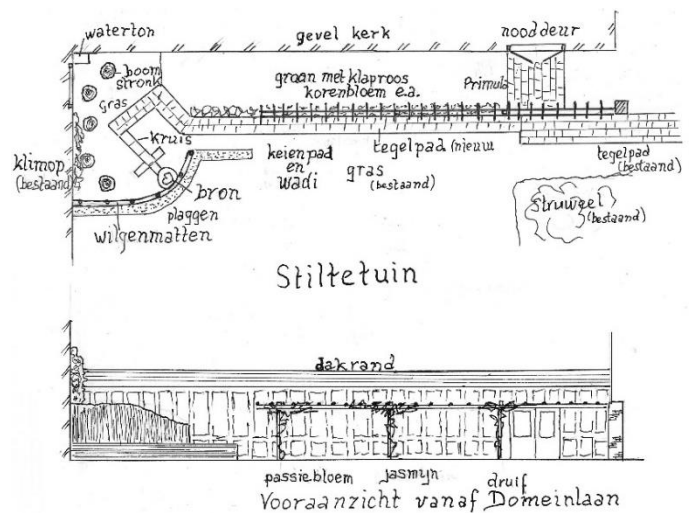 waterton
gevel kerk
nooddeur
boom
stronk
graan met klaproos
korenbloem e.a.
Primula
gras
kruis
klimop
(bestaand)
keienpad
en
wadi
tegelpad (nieuw
gras
(bestaand)
tegelpad
(bestaand)
bron
plaggen
wilgenmatten
struweel
(bestaand)
Stiltetuin
dakrand
passiebloem
jasmijn
druif
Vooraanzicht vanaf Domeinlaan